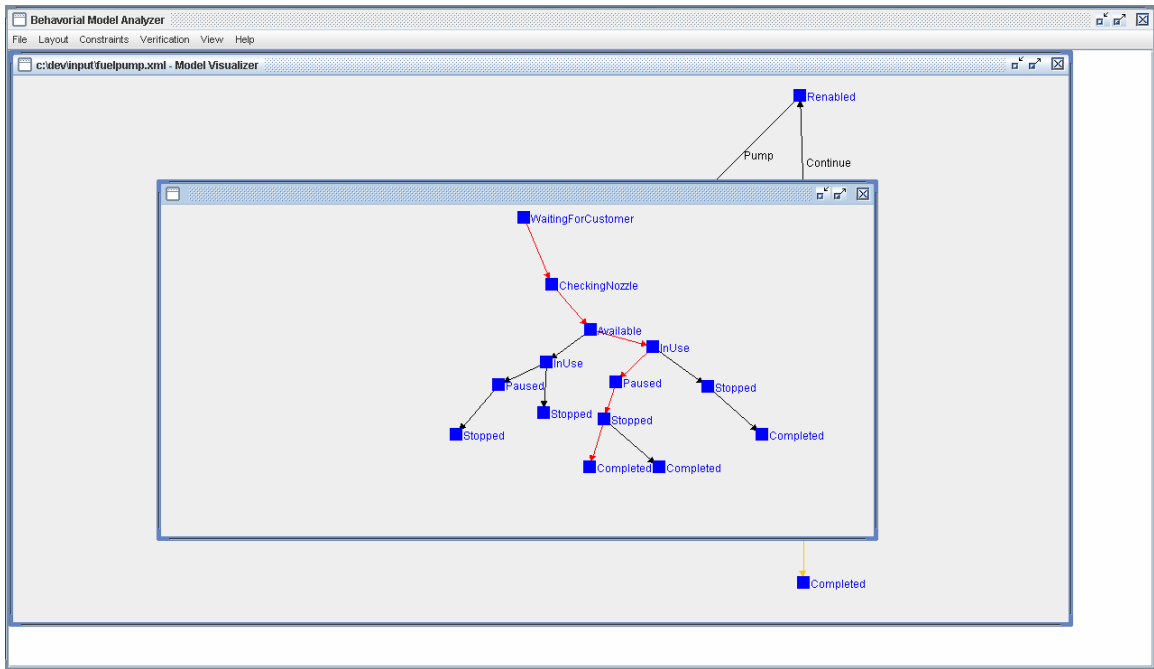 Behavorial Model Analyzer
File Layout Constraints Verification View Help
c:\dev\input\fuelpump.xml - Model Visualizer
Renabled
Pump
Continue
WaitingForCustomer
CheckingNozzle
Available
InUse
InUse
Paused
Paused
Stopped
Stopped
Stopped
Stopped
Completed
Completed
Completed
Completed